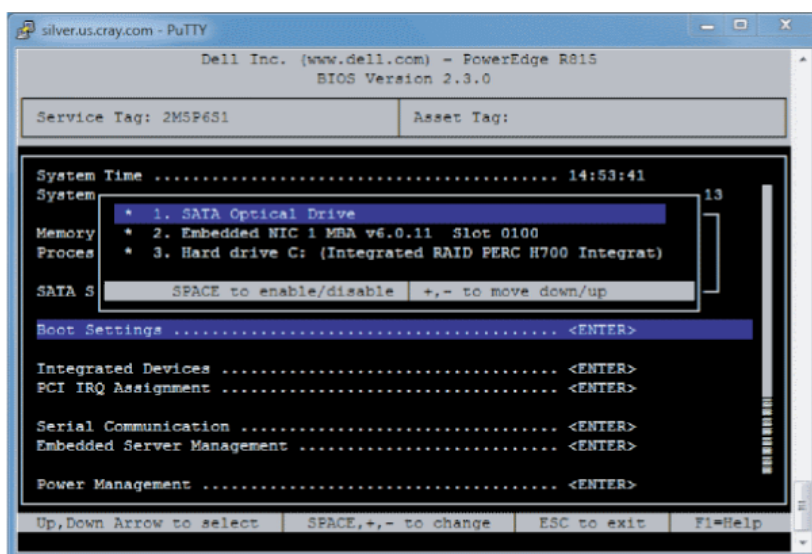 silver.us.cray.com - PuTTY
Dell Inc. (www.dell.com) - PowerEdge R815
BIOS Version 2.3.0
Service Tag: 2M5P6S1 Asset Tag:
System Time ........................................... 14:53:41
System 13
* 1. SATA Optical Drive
Memory * 2. Embedded NIC 1 MBA v6.0.11 Slot 0100
Proces * 3. Hard drive C: (Integrated RAID PERC H700 Integrat)
SATA S SPACE to enable/disable +,- to move down/up
Boot Settings ......................................... <ENTER>
Integrated Devices .................................... <ENTER>
PCI IRQ Assignment .................................... <ENTER>
Serial Communication .................................. <ENTER>
Embedded Server Management ............................ <ENTER>
Power Management ...................................... <ENTER>
Up,Down Arrow to select SPACE,+,- to change ESC to exit F1=Help